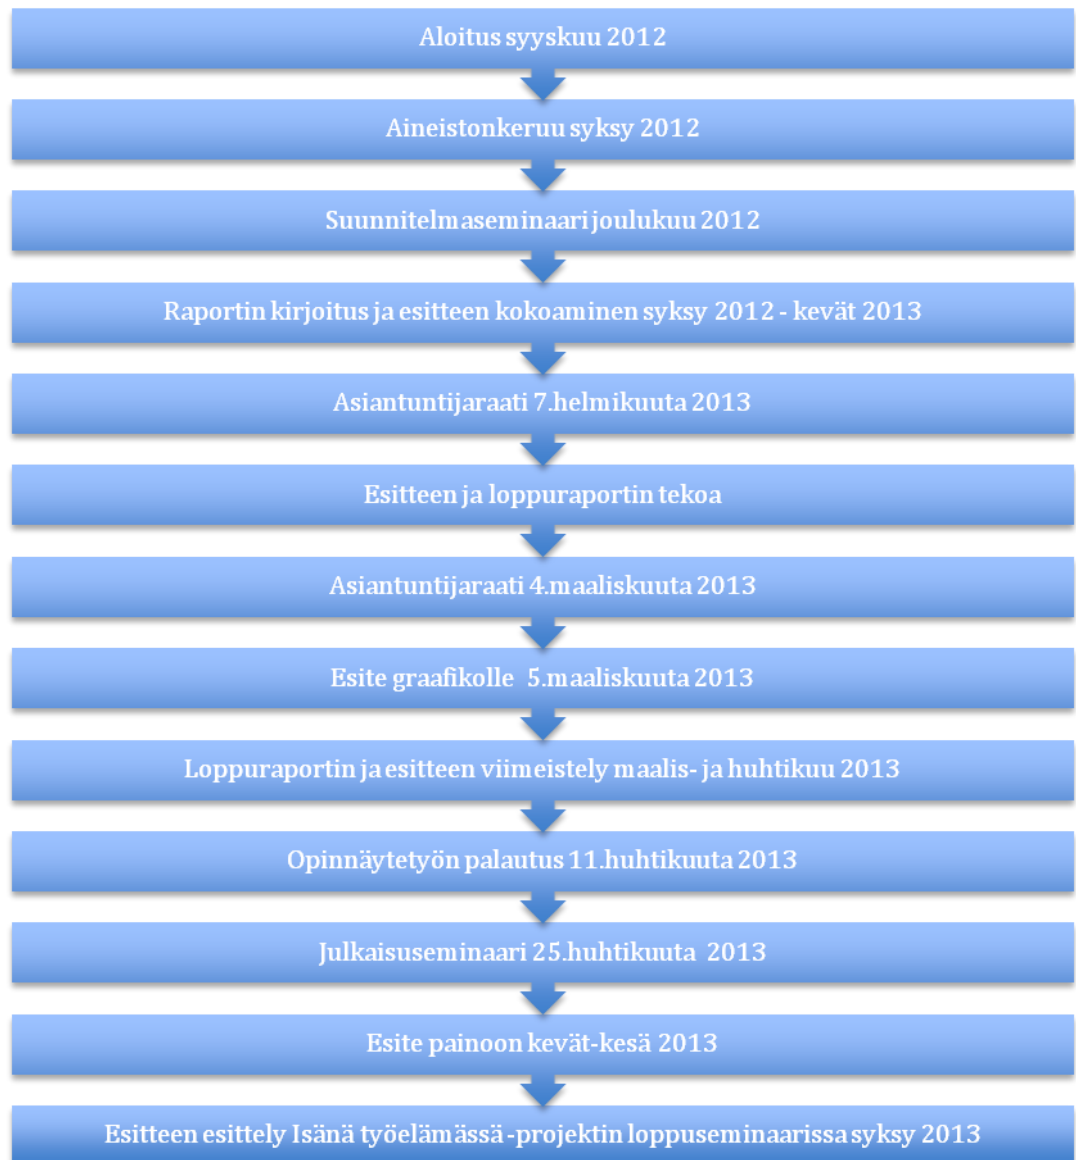 Aloitus syyskuu 2012
Aineistonkeruu syksy 2012
Suunnitelmaseminaari joulukuu 2012
Raportin kirjoitus ja esitteen kokoaminen syksy 2012 - kevät 2013
Asiantuntijaraati 7.helmikuuta 2013
Esitteen ja loppuraportin tekoa
Asiantuntijaraati 4.maaliskuuta 2013
Esite graafikolle  5.maaliskuuta 2013
Loppuraportin ja esitteen viimeistely maalis- ja huhtikuu 2013
Opinnäytetyön palautus 11.huhtikuuta 2013
Julkaisuseminaari 25.huhtikuuta  2013
Esite painoon kevät-kesä 2013
Esitteen esittely Isänä työelämässä -projektin loppuseminaarissa syksy 2013